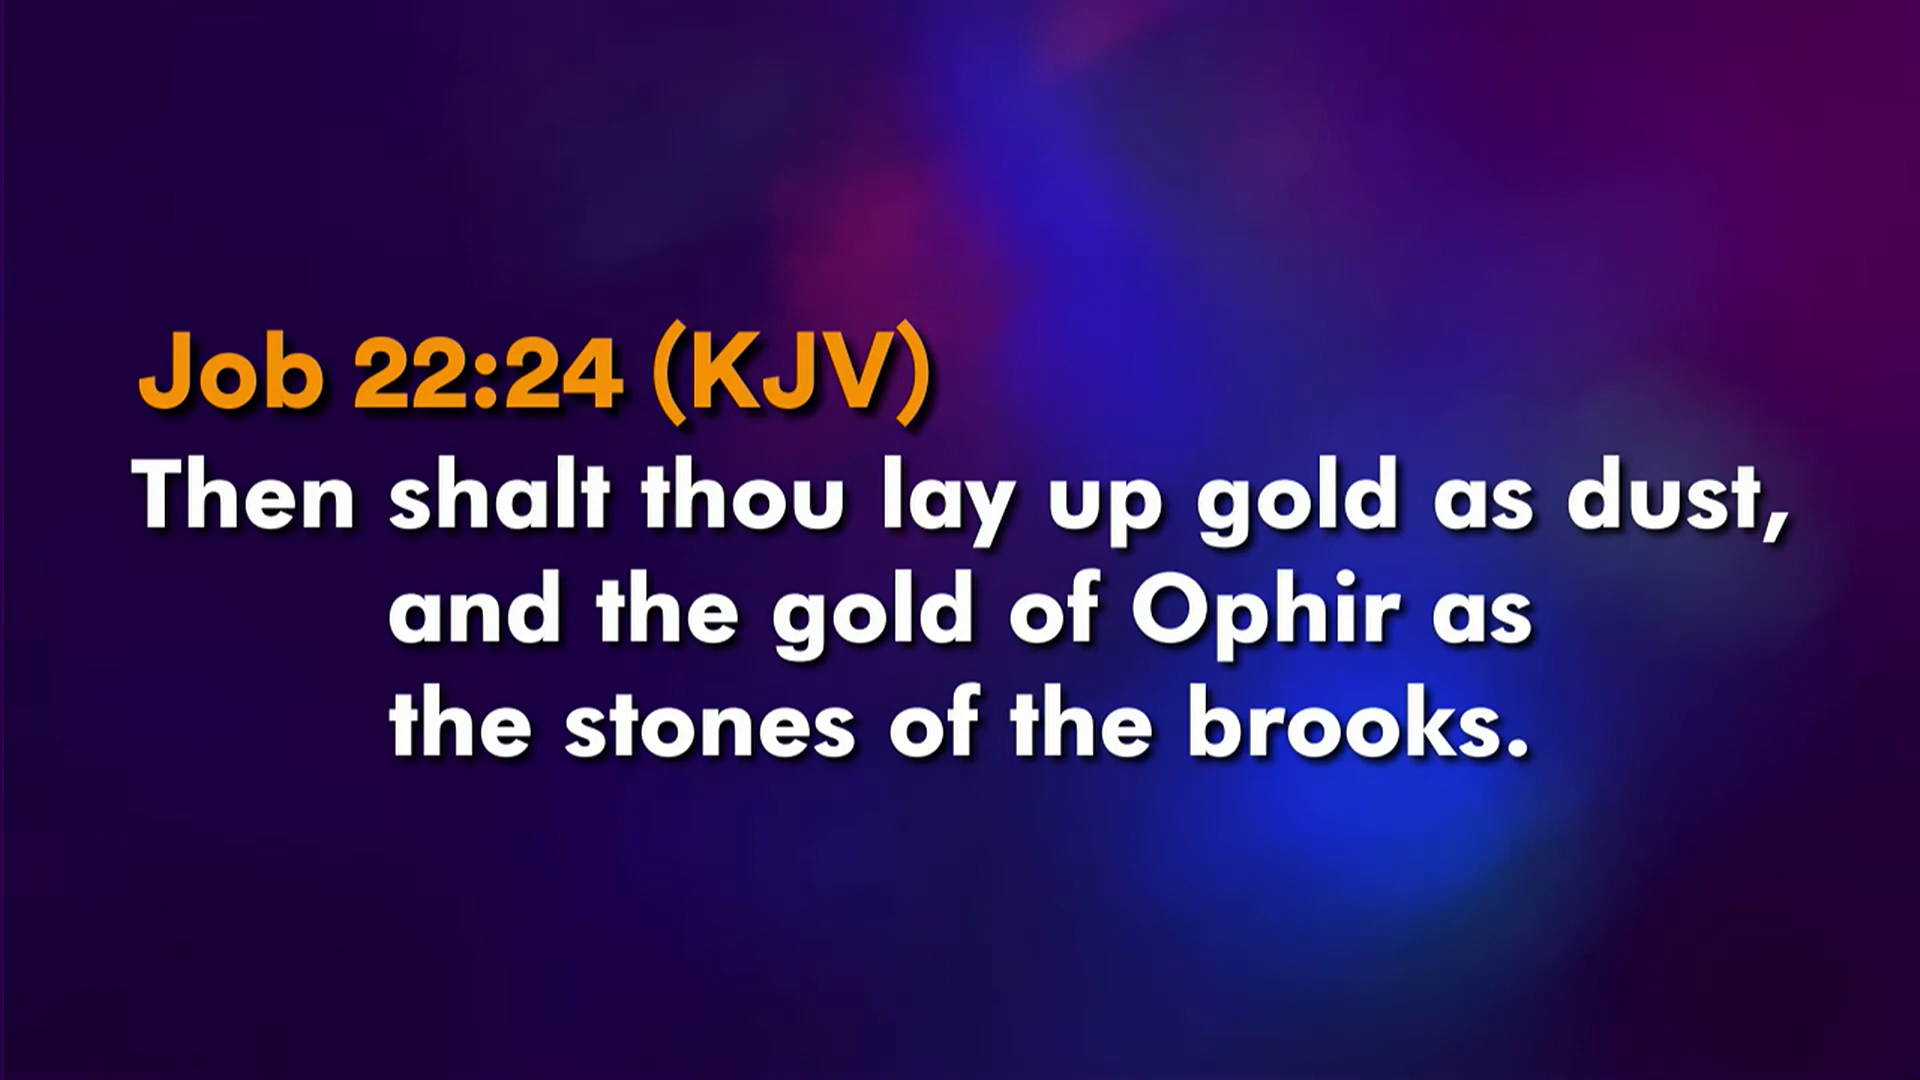 Job 22:24 (KJV)
Then shalt thou lay up gold as dust,
and the gold of Ophir as
the stones of the brooks.